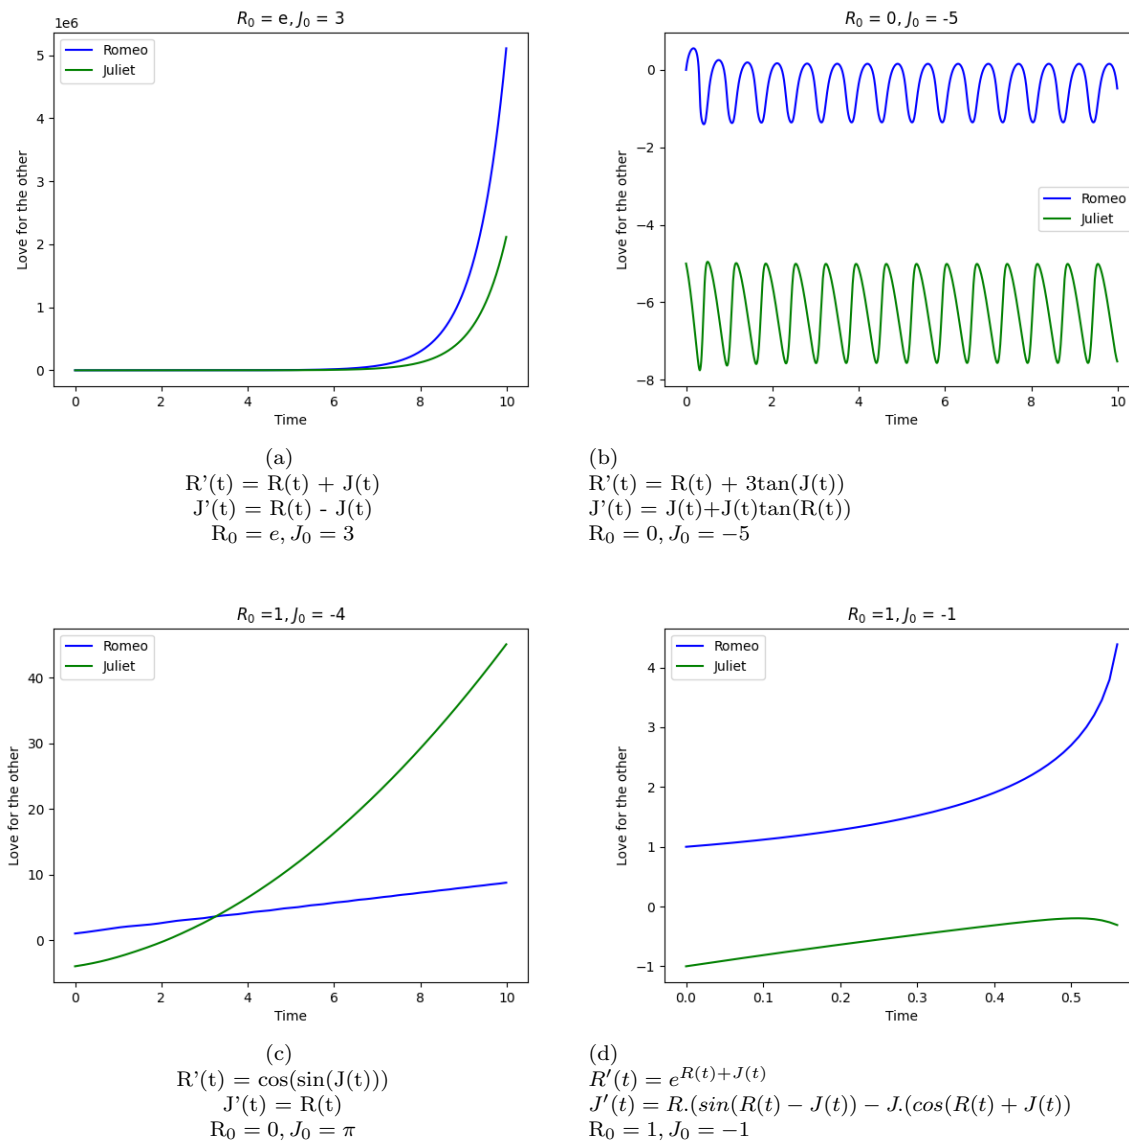 R₀ = e, J₀ = 3
1e6
Romeo
Juliet
5
4
3
2
1
0
Love for the other
0 2 4 6 8 10
Time
(a)
R'(t) = R(t) + J(t)
J'(t) = R(t) - J(t)
R₀ = e, J₀ = 3
R₀ = 0, J₀ = -5
0
−2
−4
−6
−8
Love for the other
Romeo
Juliet
0 2 4 6 8 10
Time
(b)
R'(t) = R(t) + 3tan(J(t))
J'(t) = J(t)+J(t)tan(R(t))
R₀ = 0, J₀ = −5
R₀ =1, J₀ = -4
Romeo
Juliet
40
30
20
10
0
Love for the other
0 2 4 6 8 10
Time
(c)
R'(t) = cos(sin(J(t)))
J'(t) = R(t)
R₀ = 0, J₀ = π
R₀ =1, J₀ = -1
Romeo
Juliet
4
3
2
1
0
−1
Love for the other
0.0 0.1 0.2 0.3 0.4 0.5
Time
(d)
R′(t) = e^{R(t)+J(t)}
J′(t) = R.(sin(R(t) − J(t)) − J.(cos(R(t) + J(t))
R₀ = 1, J₀ = −1